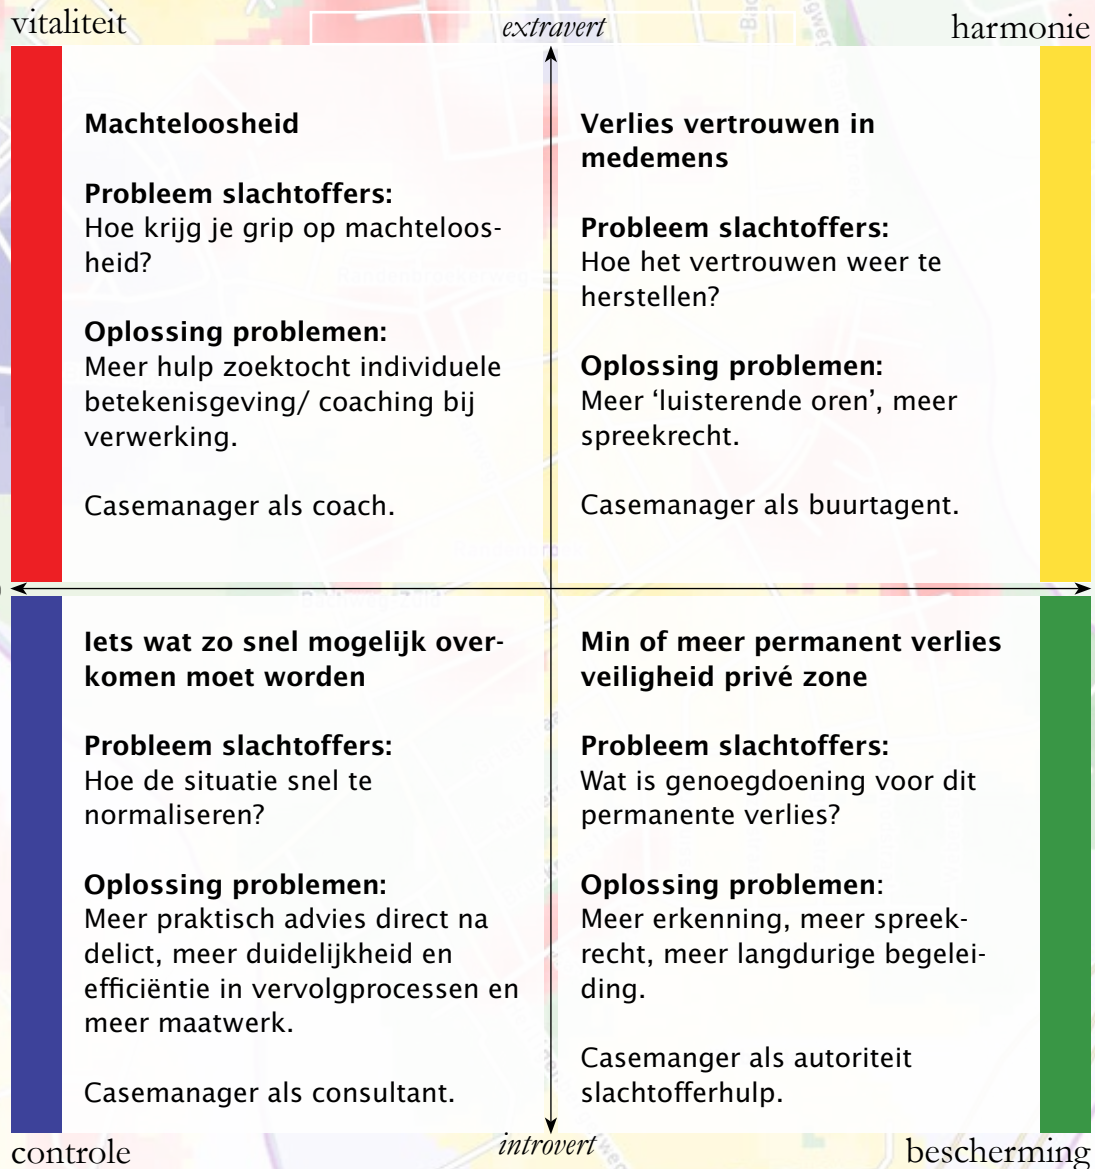 vitaliteit
extravert
harmonie
Machteloosheid
Probleem slachtoffers:
Hoe krijg je grip op machteloos-
heid?
Oplossing problemen:
Meer hulp zoektocht individuele
betekenisgeving/ coaching bij
verwerking.
Casemanager als coach.
Verlies vertrouwen in
medemens
Probleem slachtoffers:
Hoe het vertrouwen weer te
herstellen?
Oplossing problemen:
Meer ‘luisterende oren’, meer
spreekrecht.
Casemanager als buurtagent.
Iets wat zo snel mogelijk over-
komen moet worden
Probleem slachtoffers:
Hoe de situatie snel te
normaliseren?
Oplossing problemen:
Meer praktisch advies direct na
delict, meer duidelijkheid en
efficiëntie in vervolgprocessen en
meer maatwerk.
Casemanager als consultant.
Min of meer permanent verlies
veiligheid privé zone
Probleem slachtoffers:
Wat is genoegdoening voor dit
permanente verlies?
Oplossing problemen:
Meer erkenning, meer spreek-
recht, meer langdurige begelei-
ding.
Casemanger als autoriteit
slachtofferhulp.
controle
introvert
bescherming